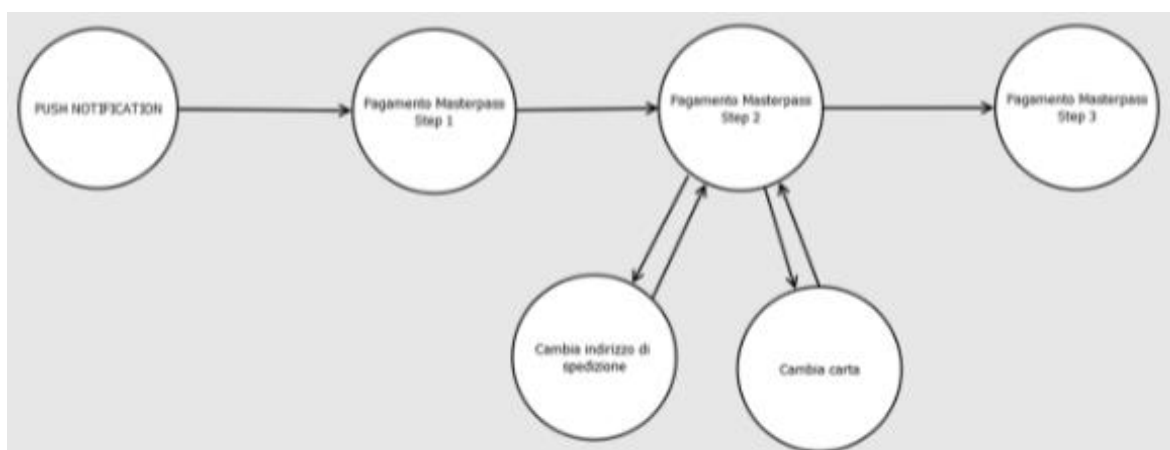 PUSH NOTIFICATION
Pagamento Masterpass
Step 1
Pagamento Masterpass
Step 2
Pagamento Masterpass
Step 3
Cambia indirizzo di
spedizione
Cambia carta